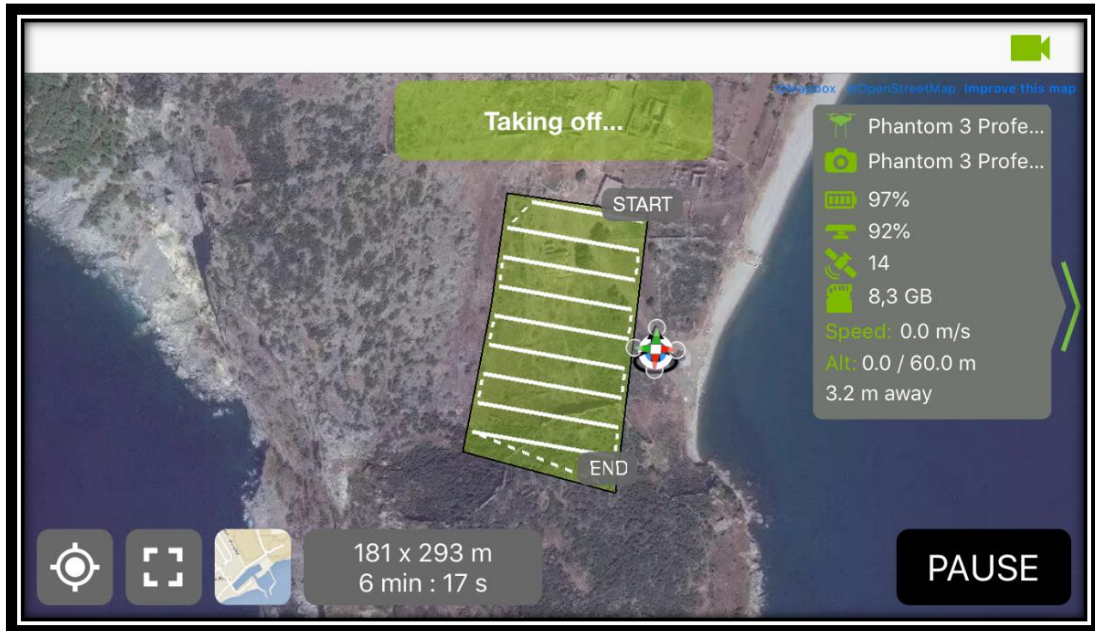 ©Mapbox ©OpenStreetMap Improve this map
Taking off...
Phantom 3 Profe...
Phantom 3 Profe...
START
97%
92%
14
8,3 GB
Speed: 0.0 m/s
Alt: 0.0 / 60.0 m
3.2 m away
END
181 x 293 m
6 min : 17 s
PAUSE